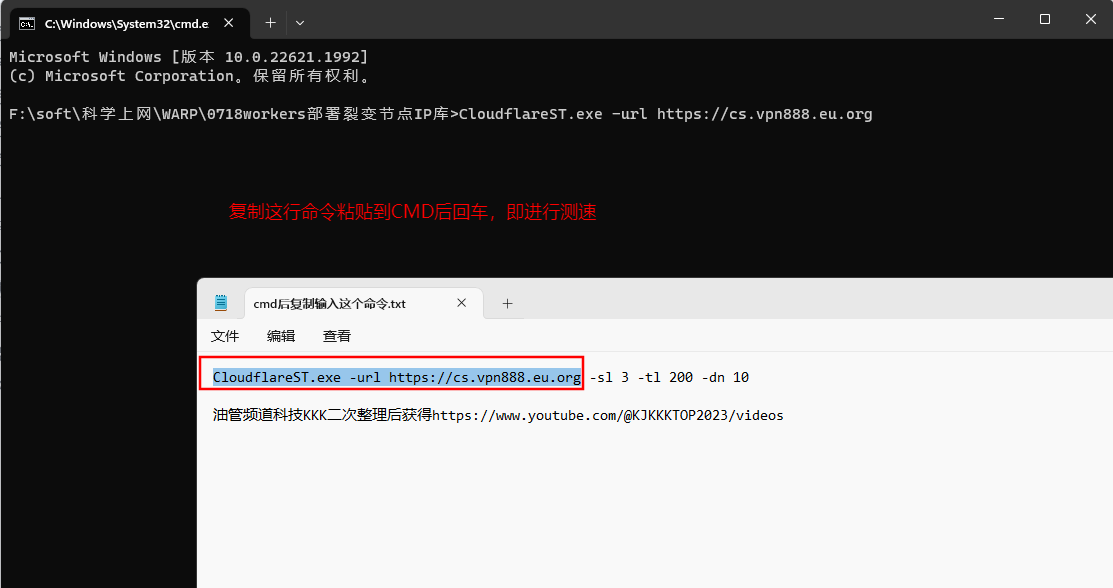 C:\Windows\System32\cmd.e
Microsoft Windows [版本 10.0.22621.1992]
(c) Microsoft Corporation。保留所有权利。
F:\soft\科学上网\WARP\0718workers部署裂变节点IP库>CloudflareST.exe -url https://cs.vpn888.eu.org
复制这行命令粘贴到CMD后回车，即进行测速
cmd后复制输入这个命令.txt
文件 编辑 查看
CloudflareST.exe -url https://cs.vpn888.eu.org -sl 3 -tl 200 -dn 10
油管频道科技KKK二次整理后获得https://www.youtube.com/@KJKKKTOP2023/videos